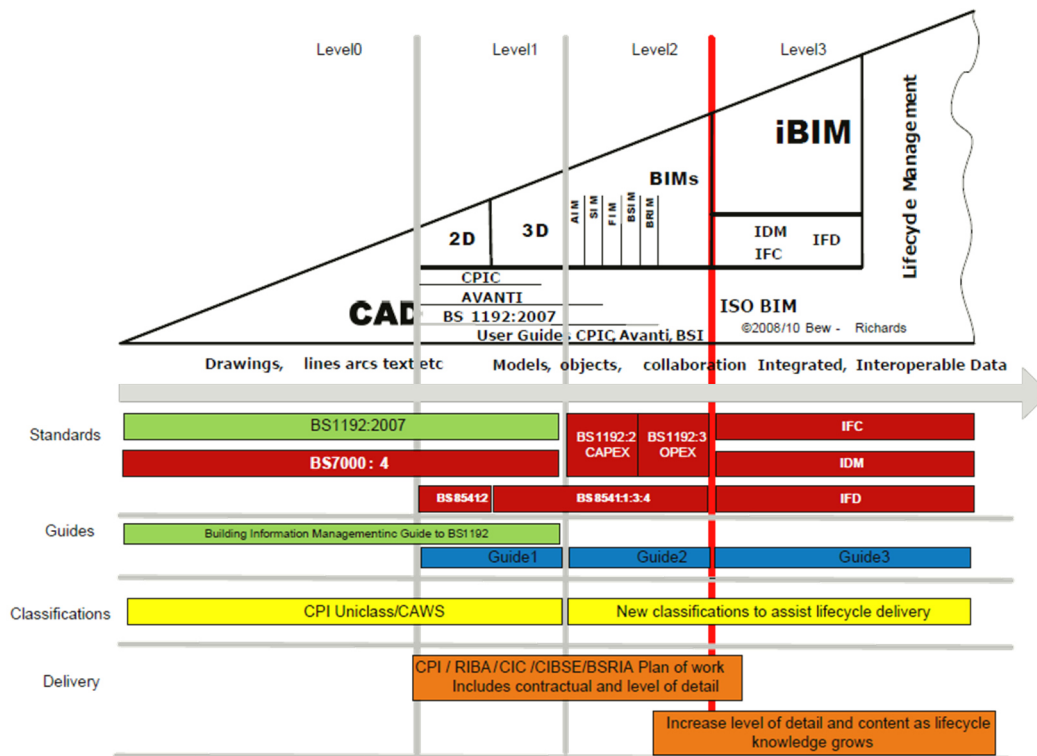 Level0
Level1
Level2
Level3
iBIM
Lifecycle Management
BIMs
AIM
SIM
FIM
BSIM
BRIM
2D
3D
IDM
IFD
IFC
CPIC
AVANTI
CAD
BS 1192:2007
ISO BIM
User Guides CPIC, Avanti, BSI
©2008/10 Bew - Richards
Drawings, lines arcs text etc
Models, objects, collaboration
Integrated, Interoperable Data
Standards
BS1192:2007
BS7000: 4
BS1192:2
CAPEX
BS1192:3
OPEX
IFC
IDM
BS8541:2
BS8541:1:3:4
IFD
Guides
Building Information Managementinc Guide to BS1192
Guide1
Guide2
Guide3
Classifications
CPI Uniclass/CAWS
New classifications to assist lifecycle delivery
Delivery
CPI / RIBA/CIC /CIBSE/BSRIA Plan of work
Includes contractual and level of detail
Increase level of detail and content as lifecycle
knowledge grows